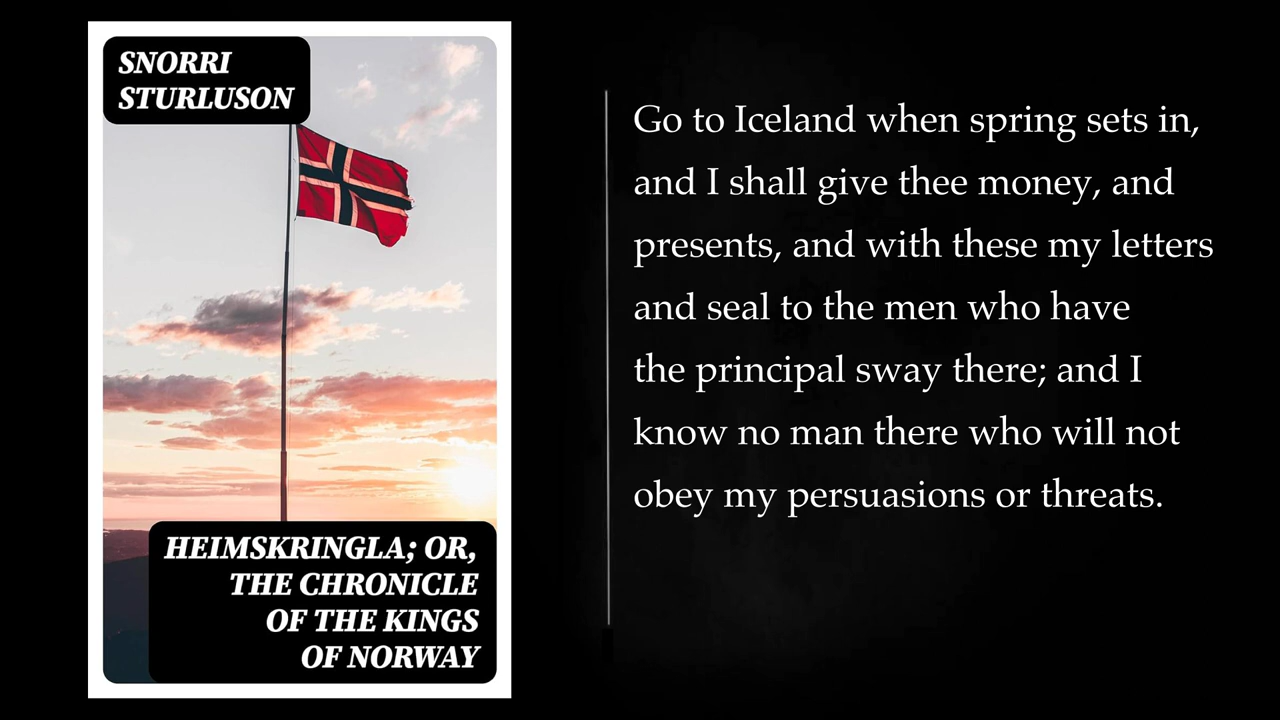 SNORRI
STURLUSON
HEIMSKRINGLA; OR,
THE CHRONICLE
OF THE KINGS
OF NORWAY
Go to Iceland when spring sets in,
and I shall give thee money, and
presents, and with these my letters
and seal to the men who have
the principal sway there; and I
know no man there who will not
obey my persuasions or threats.